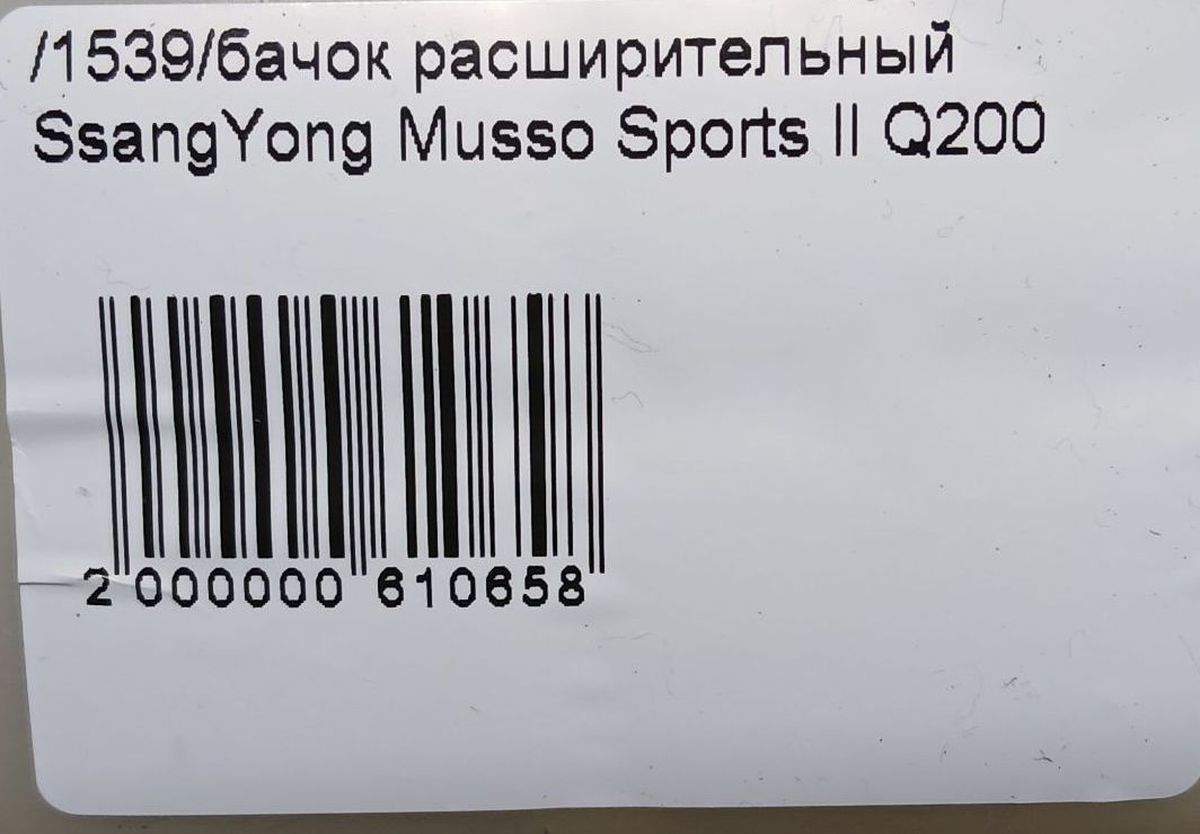 /1539/бачок расширительный
SsangYong Musso Sports II Q200
2 000000 610658